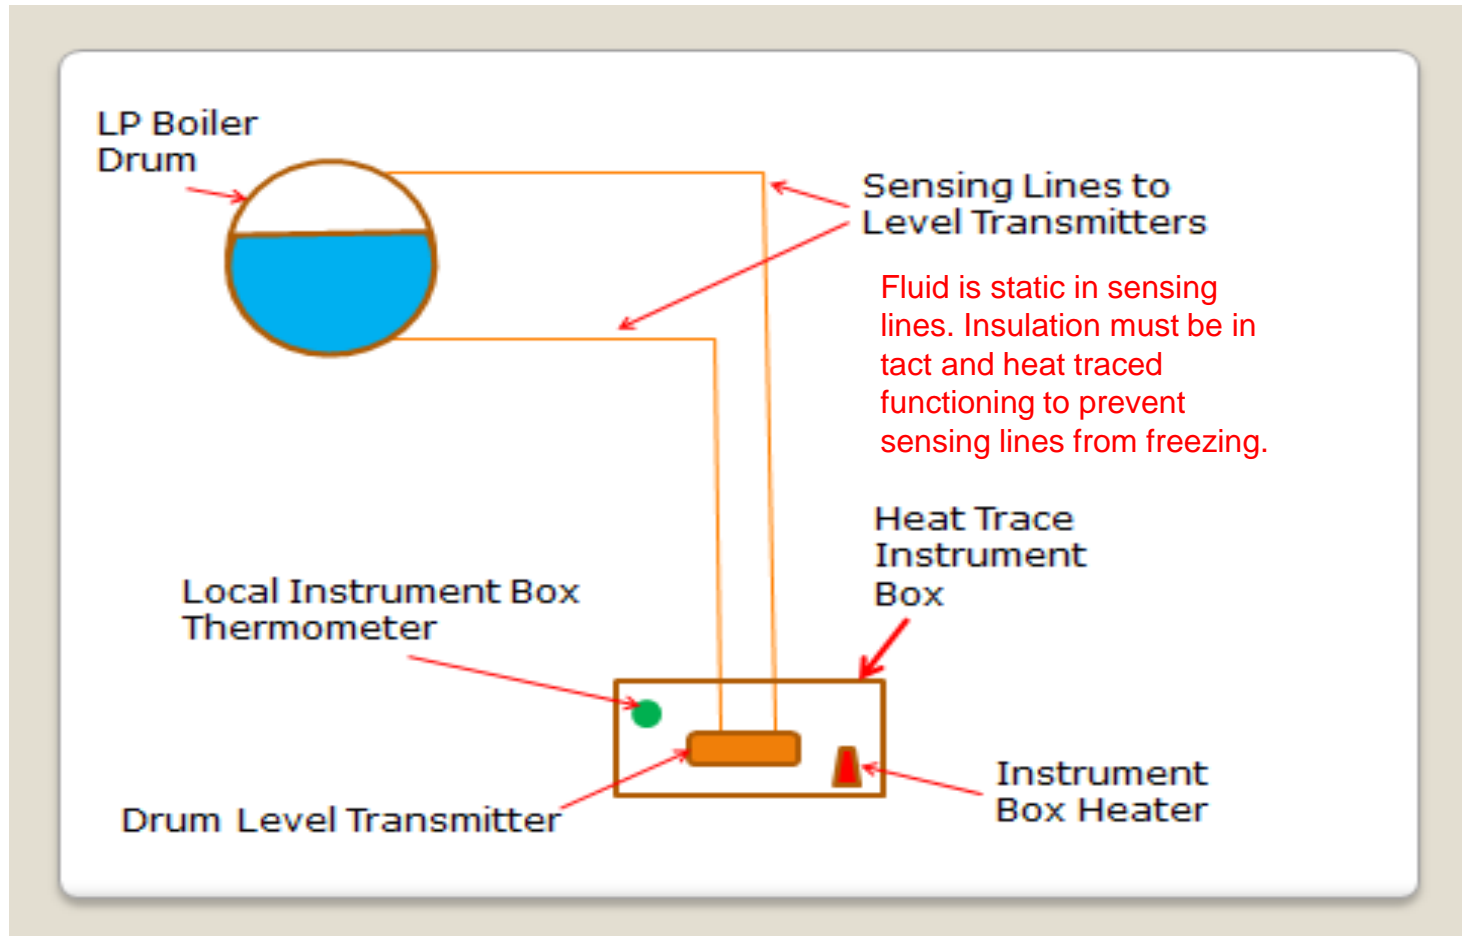 LP Boiler
Drum
Sensing Lines to
Level Transmitters
Fluid is static in sensing
lines. Insulation must be in
tact and heat traced
functioning to prevent
sensing lines from freezing.
Heat Trace
Instrument
Box
Local Instrument Box
Thermometer
Instrument
Box Heater
Drum Level Transmitter